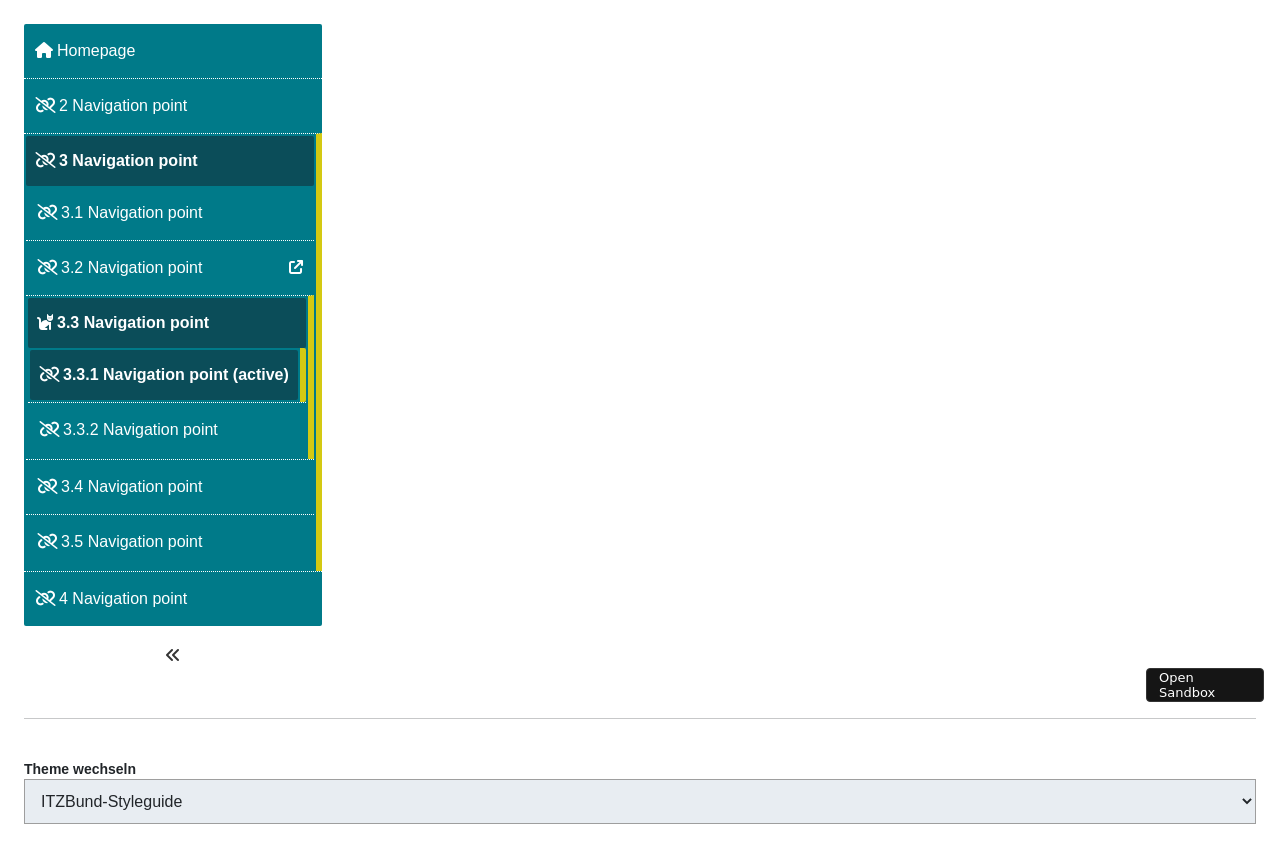 Homepage
2 Navigation point
3 Navigation point
3.1 Navigation point
3.2 Navigation point
3.3 Navigation point
3.3.1 Navigation point (active)
3.3.2 Navigation point
3.4 Navigation point
3.5 Navigation point
4 Navigation point
Open
Sandbox
Theme wechseln
ITZBund-Styleguide